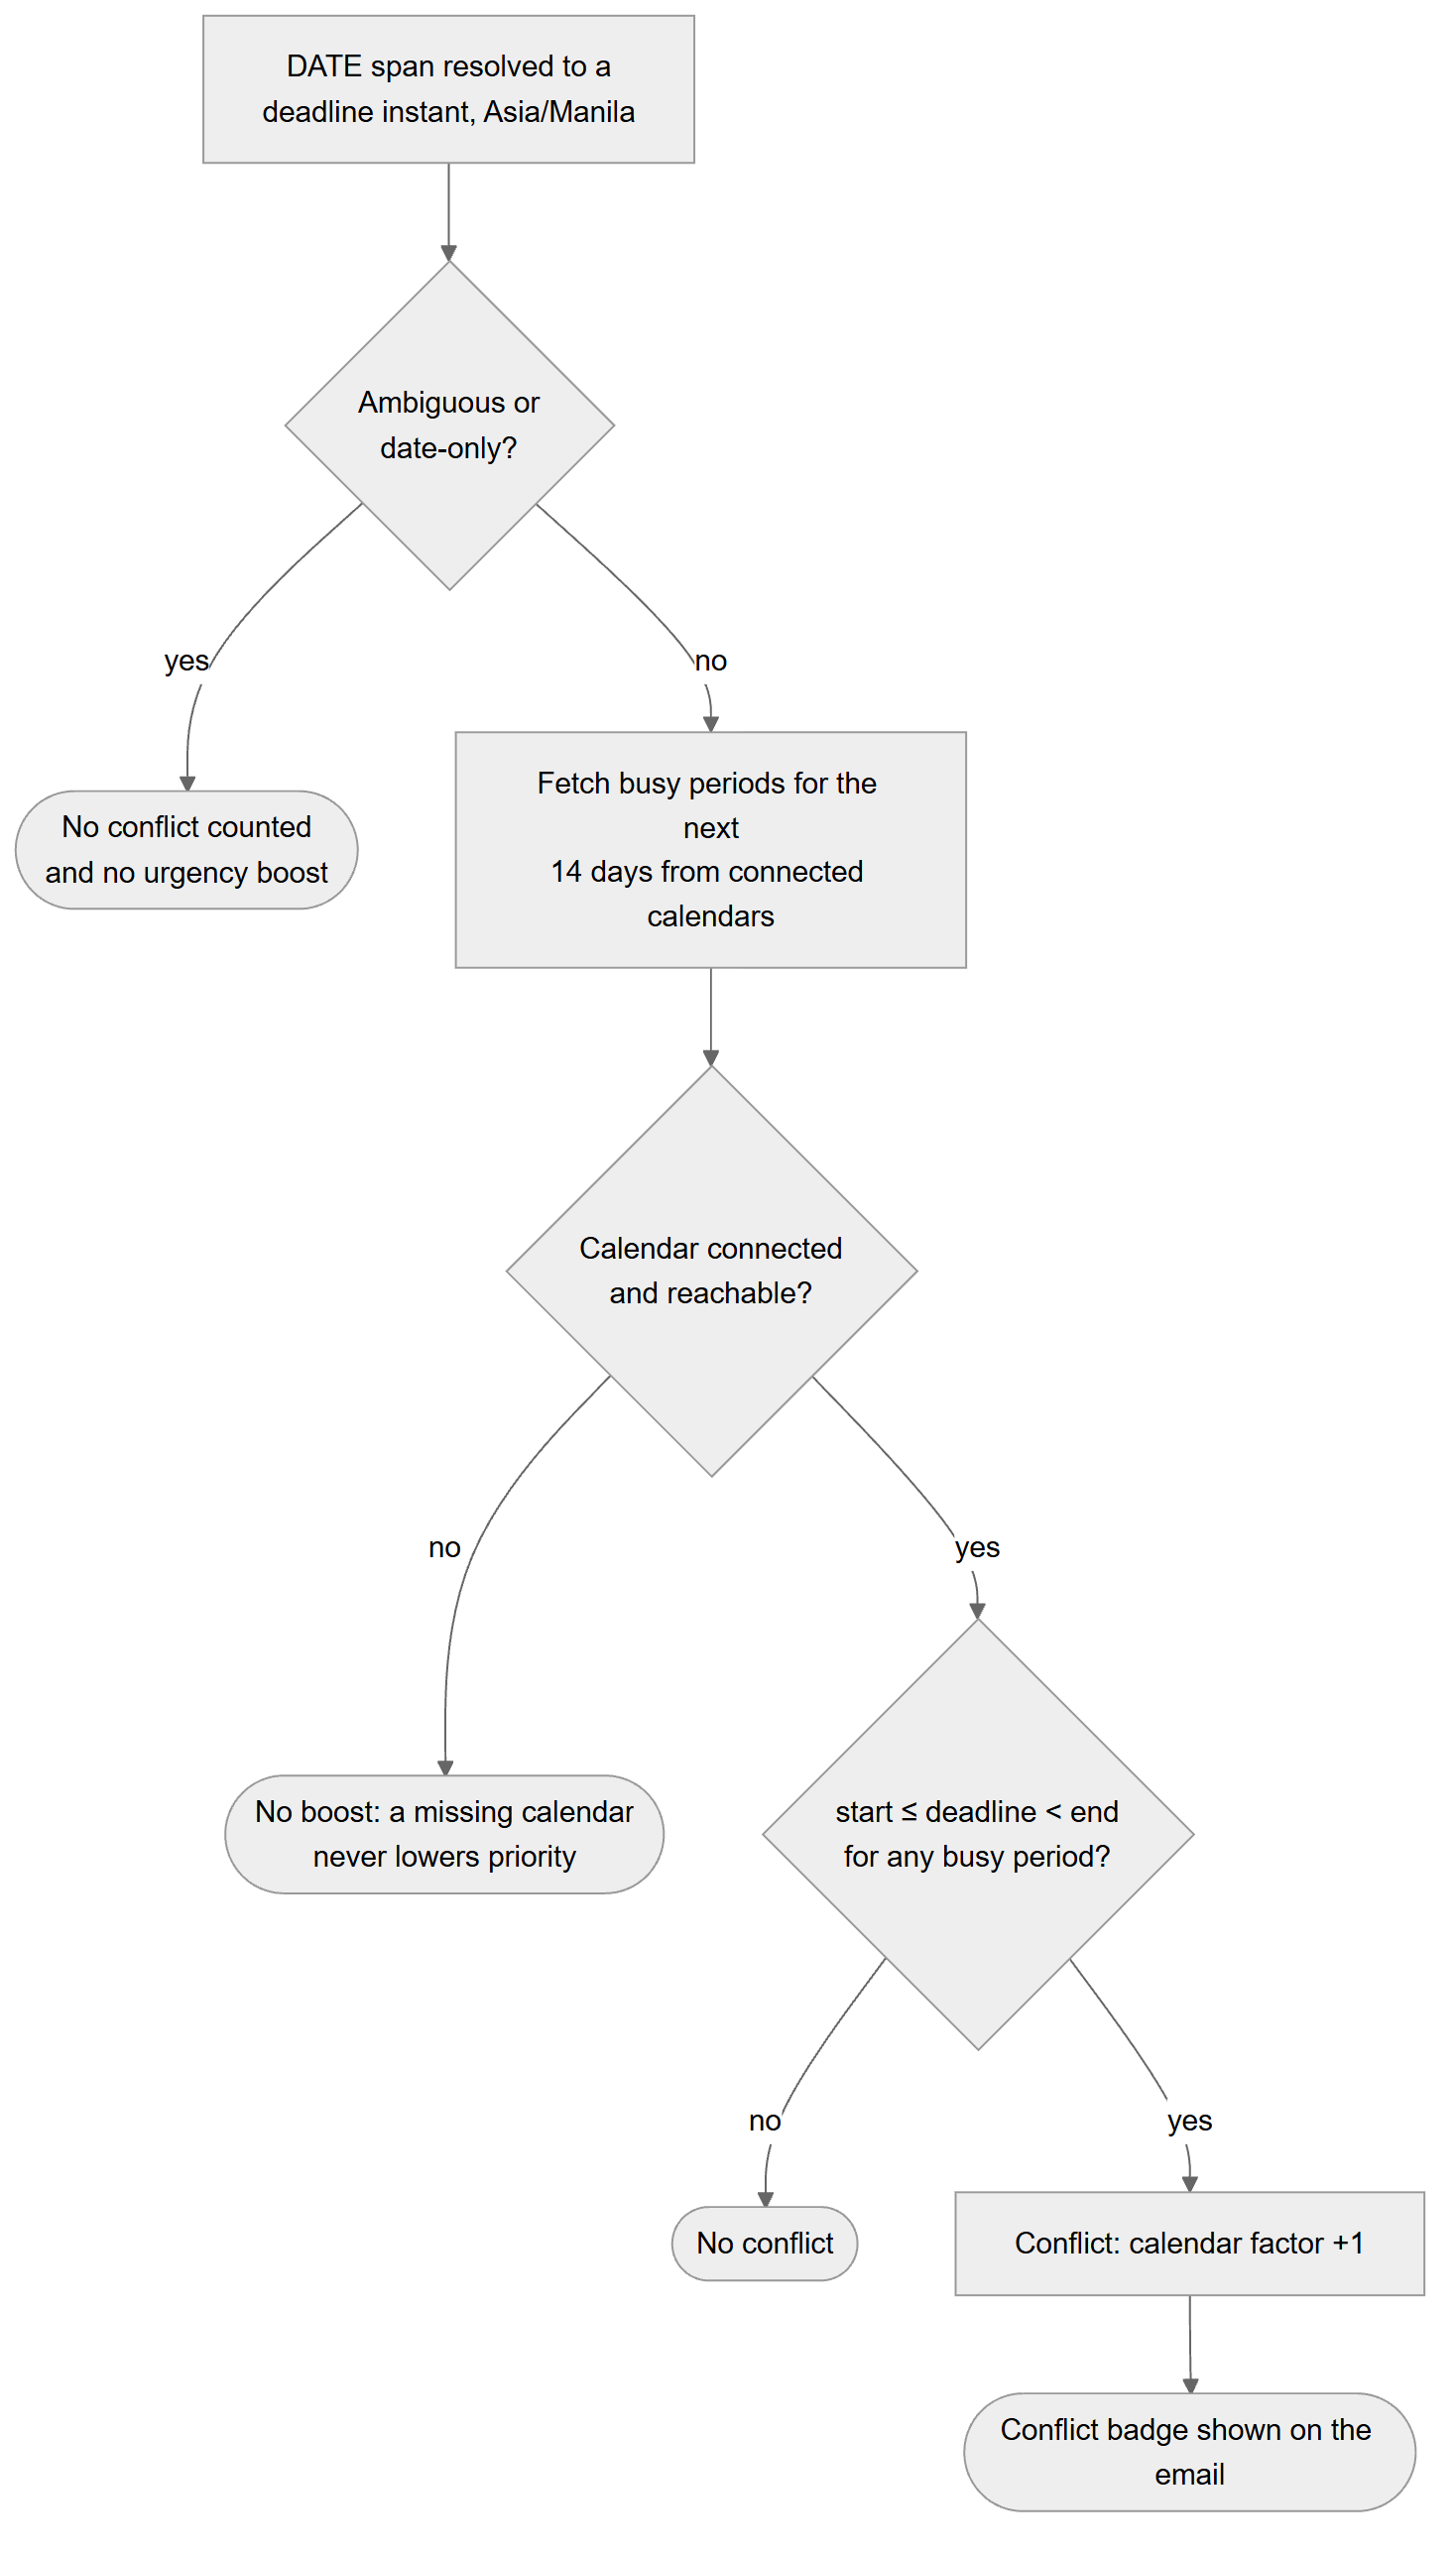 DATE span resolved to a
deadline instant, Asia/Manila
Ambiguous or
date-only?
yes
no
Fetch busy periods for the
next
14 days from connected
calendars
No conflict counted
and no urgency boost
Calendar connected
and reachable?
no
yes
No boost: a missing calendar
never lowers priority
start ≤ deadline < end
for any busy period?
no
yes
No conflict
Conflict: calendar factor +1
Conflict badge shown on the
email